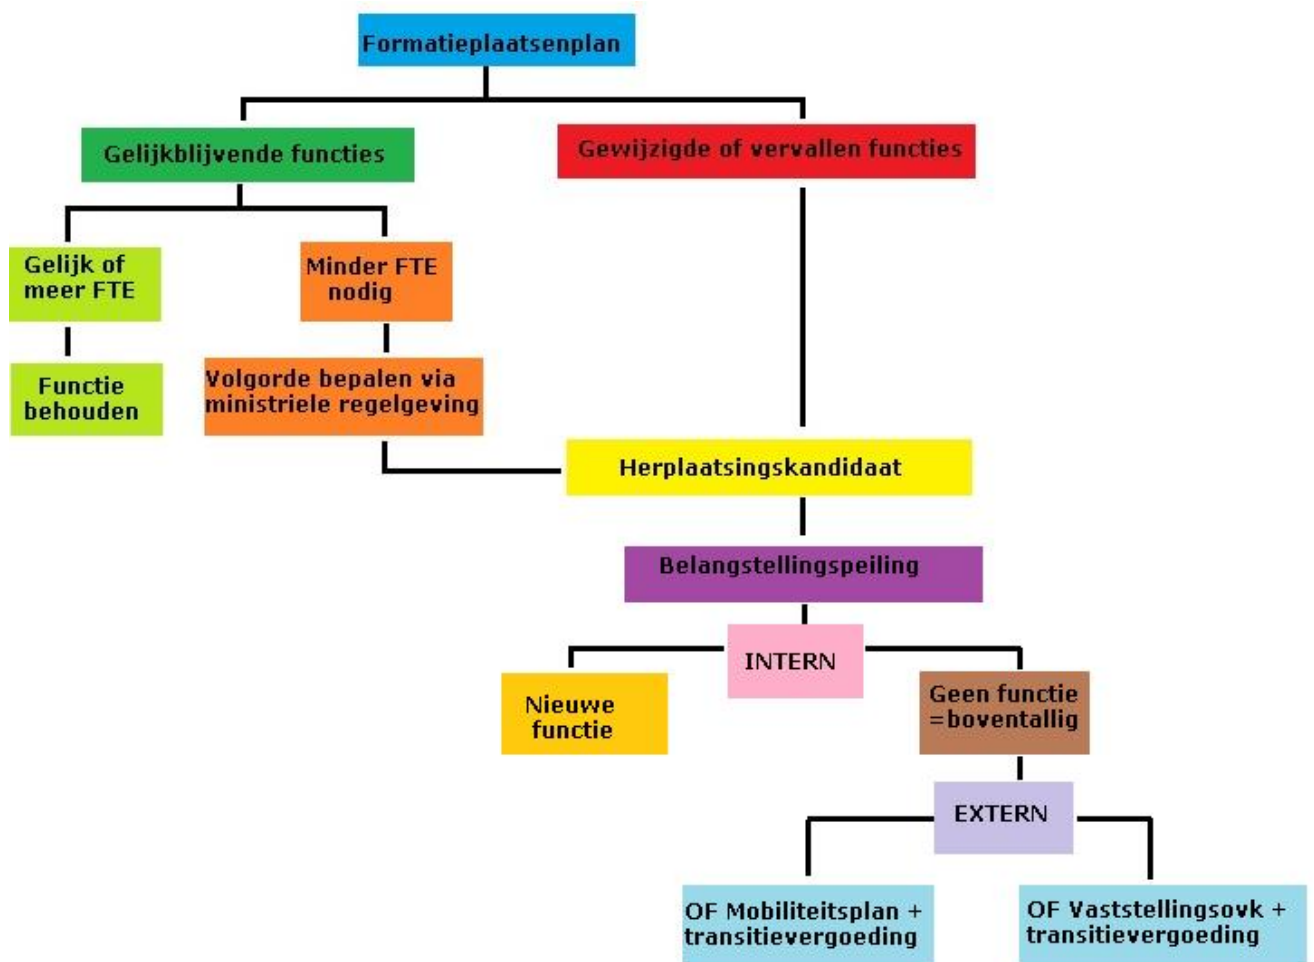 Formatieplaatsenplan
Gelijkblijvende functies
Gewijzigde of vervallen functies
Gelijk of
meer FTE
Minder FTE
nodig
Functie
behouden
Volgorde bepalen via
ministriele regelgeving
Herplaatsingskandidaat
Belangstellingspeiling
INTERN
Nieuwe
functie
Geen functie
=boventallig
EXTERN
OF Mobiliteitsplan +
transitievergoeding
OF Vaststellingsovk +
transitievergoeding